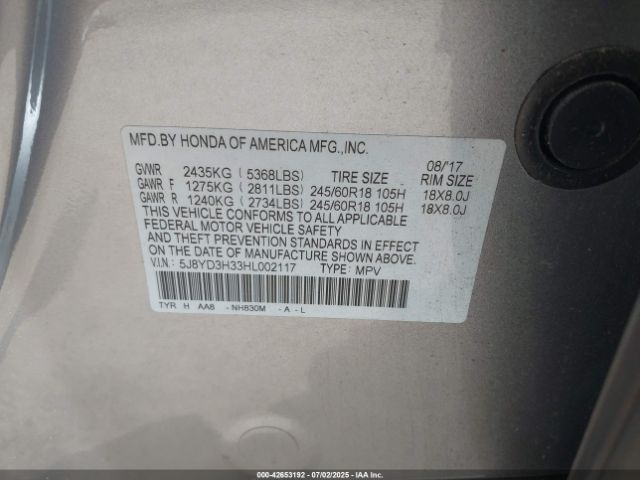 MFD.BY HONDA OF AMERICA MFG.,INC.
08/'17
GVWR 2435KG (5368LBS) TIRE SIZE RIM SIZE
GAWR F 1275KG (2811LBS) 245/60R18 105H 18X8.0J
GAWR R 1240KG (2734LBS) 245/60R18 105H 18X8.0J
THIS VEHICLE CONFORMS TO ALL APPLICABLE
FEDERAL MOTOR VEHICLE SAFETY
AND THEFT PREVENTION STANDARDS IN EFFECT
ON THE DATE OF MANUFACTURE SHOWN ABOVE.
V.I.N: 5J8YD3H33HL002117 TYPE: MPV
TYR H AA8 -NH830M -A-L
000-42653192 - 07/02/2025 - IAAI.COM